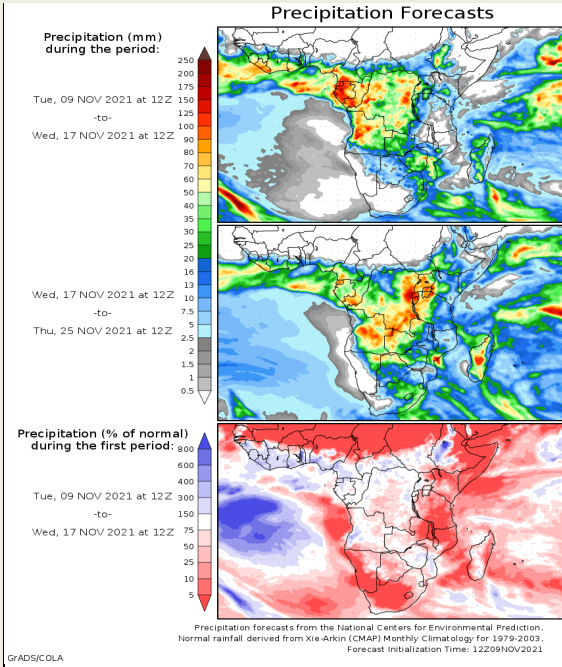 Precipitation Forecasts
Precipitation (mm)
during the period:
Tue, 09 NOV 2021 at 12Z
-to-
Wed, 17 NOV 2021 at 12Z
250
200
175
150
125
100
90
80
70
60
50
40
35
30
25
20
16
13
10
7.5
5
2.5
2
1.5
1
0.5
Wed, 17 NOV 2021 at 12Z
-to-
Thu, 25 NOV 2021 at 12Z
Precipitation (% of normal)
during the first period:
Tue, 09 NOV 2021 at 12Z
-to-
Wed, 17 NOV 2021 at 12Z
800
600
400
300
150
75
50
25
10
5
Precipitation forecasts from the National Centers for Environmental Prediction.
Normal rainfall derived from Xie-Arkin (CMAP) Monthly Climatology for 1979-2003.
Forecast Initialization Time: 12Z09NOV2021
GrADS/COLA